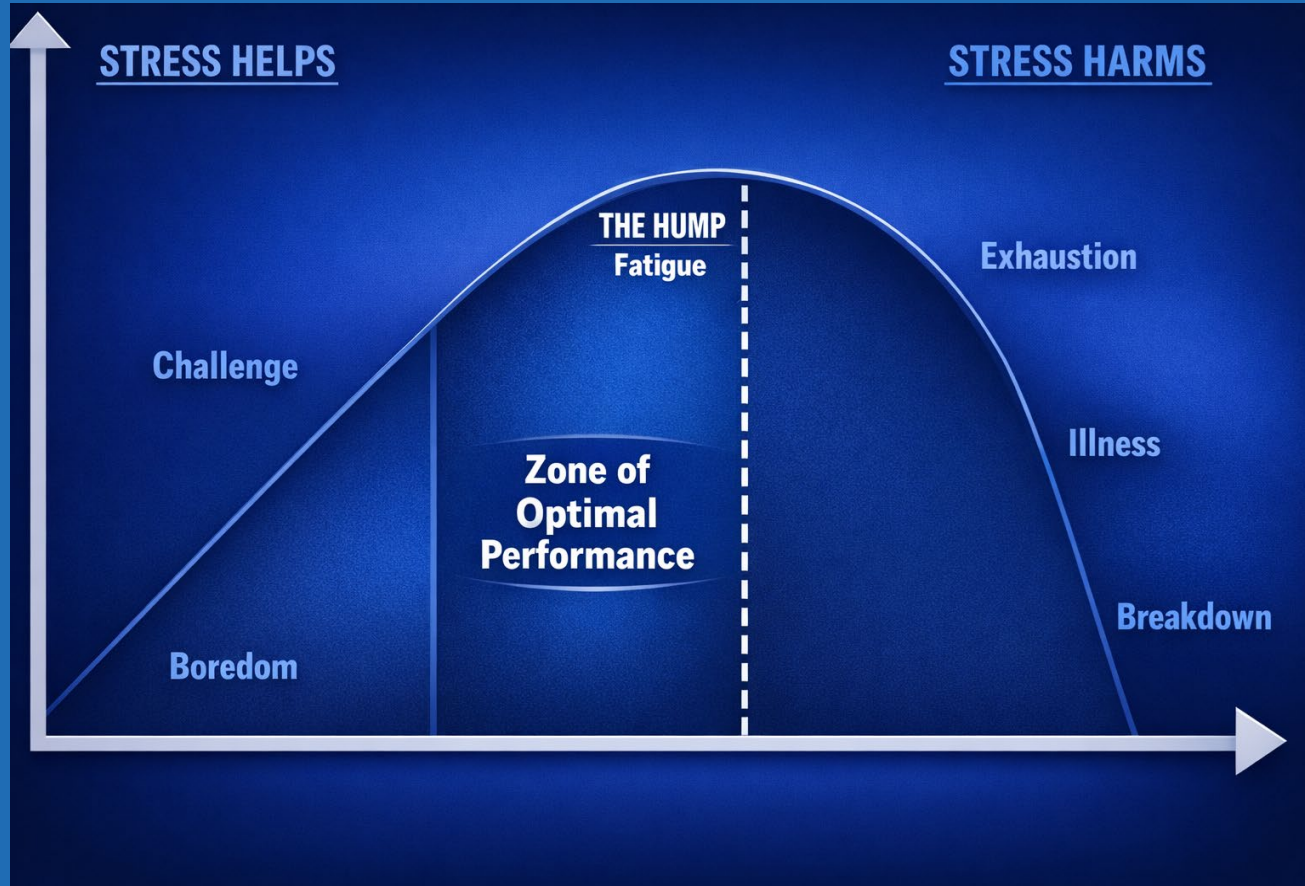 STRESS HELPS
STRESS HARMS
THE HUMP
Fatigue
Exhaustion
Challenge
Illness
Zone of
Optimal
Performance
Breakdown
Boredom